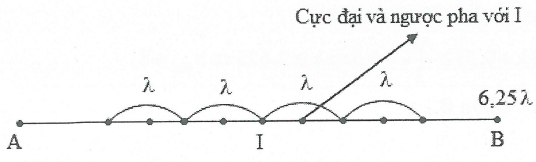 Cực đại và ngược pha với I
λ λ λ λ
6,25λ
A I B